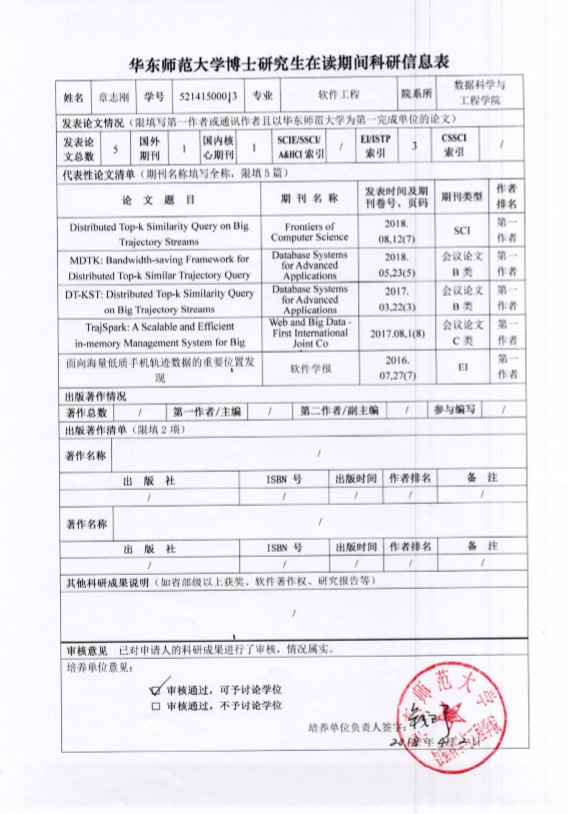 华东师范大学博士研究生在读期间科研信息表
姓名 章志刚 学号 52141500013 专业 软件工程 院系所 数据科学与
工程学院
发表论文情况（限填写第一作者或通讯作者且以华东师范大学为第一完成单位的论文）
发表论 5 国外 1 国内核 1 SCIE/SSCI/ / EI/ISTP 3 CSSCI /
文总数 期刊 心期刊 A&HCI 索引 索引 索引
代表性论文清单（期刊名称填写全称，限填 5 篇）
论 文 题 目 期 刊 名 称 发表时间及期 期刊类型 作者
刊卷号、页码 排名
Distributed Top-k Similarity Query on Big Frontiers of 2018. SCI 第一
Trajectory Streams Computer Science 08,12(7) 作者
MDTK: Bandwidth-saving Framework for Database Systems 2018. 会议论文 第一
Distributed Top-k Similar Trajectory Query for Advanced 05,23(5) B 类 作者
Applications
DT-KST: Distributed Top-k Similarity Query Database Systems 2017. 会议论文 第一
on Big Trajectory Streams for Advanced 03,22(3) B 类 作者
Applications
TrajSpark: A Scalable and Efficient Web and Big Data - 2017.08,1(8) 会议论文 第一
in-memory Management System for Big First International C 类 作者
Joint Co
面向海量低质手机轨迹数据的重要位置发 软件学报 2016. EI 第一
现 07,27(7) 作者
出版著作情况
著作总数 / 第一作者/主编 / 第二作者/副主编 / 参与编写 /
出版著作清单（限填 2 项）
著作名称 /
出 版 社 ISBN 号 出版时间 作者排名 备 注
/ / / / /
著作名称 /
出 版 社 ISBN 号 出版时间 作者排名 备 注
/ / / / /
其他科研成果说明（如省部级以上获奖、软件著作权、研究报告等）
/
审核意见 已对申请人的科研成果进行了审核，情况属实。
培养单位意见：
☑ 审核通过，可予讨论学位
□ 审核通过，不予讨论学位
培养单位负责人签字：
2018 年 9月 2日
师范大学
数据科学与工程学院